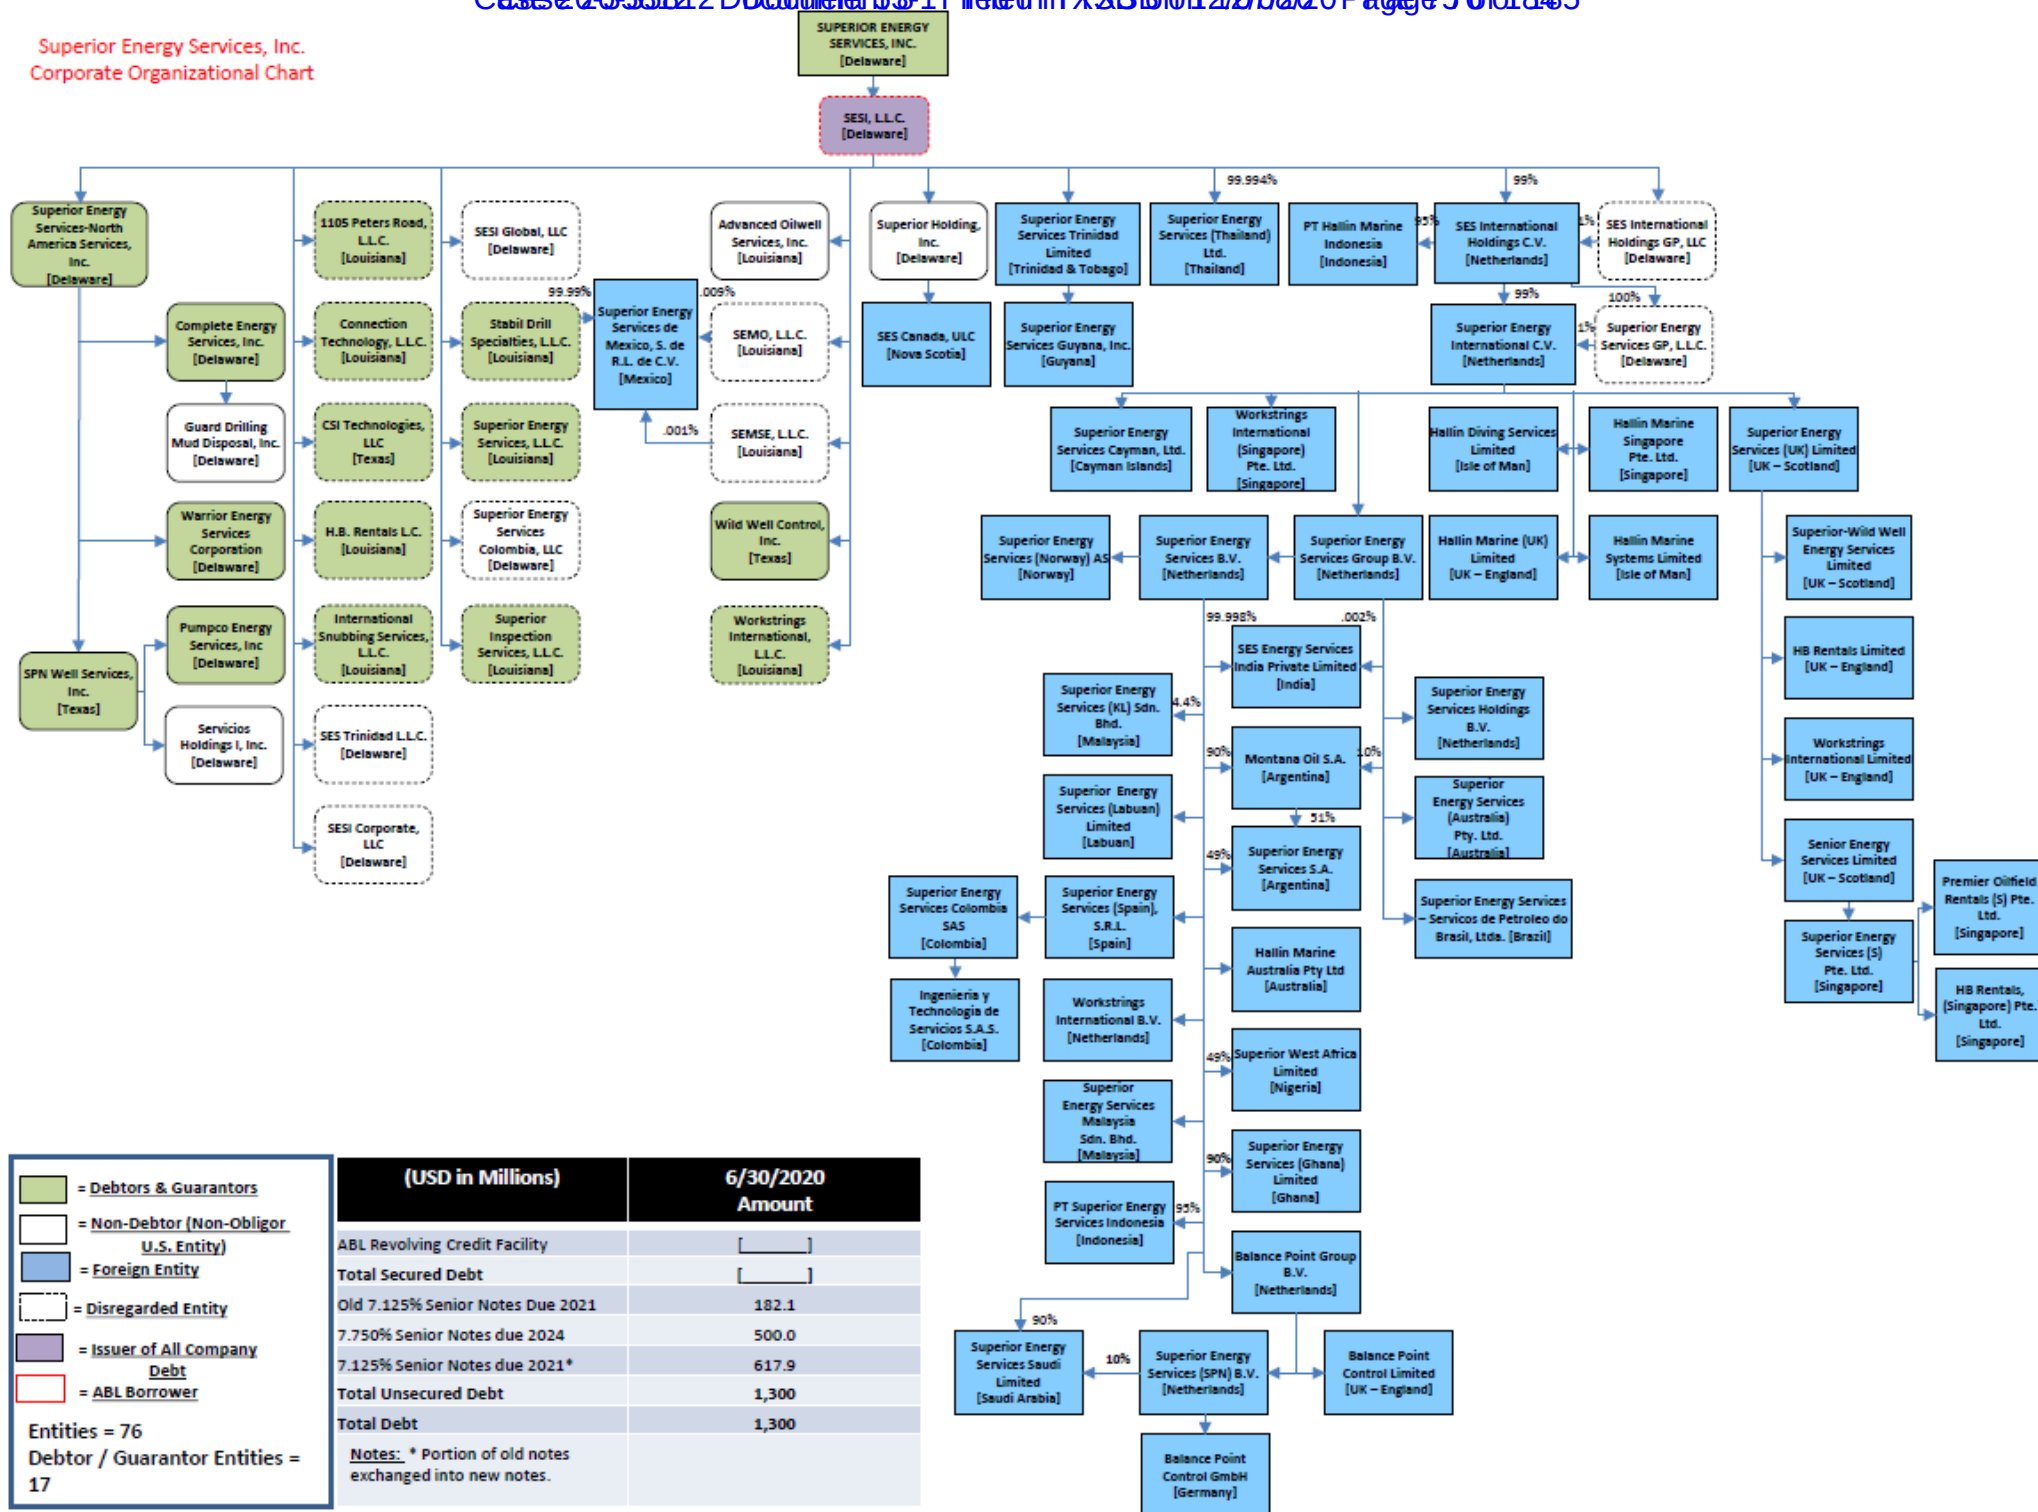 Superior Energy Services, Inc.
Corporate Organizational Chart
SUPERIOR ENERGY
SERVICES, INC.
[Delaware]
SESI, L.L.C.
[Delaware]
99.994%
99%
Superior Energy
Services-North
America Services,
Inc.
[Delaware]
1105 Peters Road,
L.L.C.
[Louisiana]
SESI Global, LLC
[Delaware]
Advanced Oilwell
Services, Inc.
[Louisiana]
Superior Holding,
Inc.
[Delaware]
Superior Energy
Services Trinidad
Limited
[Trinidad & Tobago]
Superior Energy
Services (Thailand)
Ltd.
[Thailand]
PT Hallin Marine
Indonesia
[Indonesia]
95%
SES International
Holdings C.V.
[Netherlands]
1%
SES International
Holdings GP, LLC
[Delaware]
99.99%
.009%
99%
100%
Complete Energy
Services, Inc.
[Delaware]
Connection
Technology, L.L.C.
[Louisiana]
Stabil Drill
Specialties, L.L.C.
[Louisiana]
Superior Energy
Services de
Mexico, S. de
R.L. de C.V.
[Mexico]
SEMO, L.L.C.
[Louisiana]
SES Canada, ULC
[Nova Scotia]
Superior Energy
Services Guyana, Inc.
[Guyana]
Superior Energy
International C.V.
[Netherlands]
1%
Superior Energy
Services GP, L.L.C.
[Delaware]
Guard Drilling
Mud Disposal, Inc.
[Delaware]
CSI Technologies,
LLC
[Texas]
Superior Energy
Services, L.L.C.
[Louisiana]
.001%
SEMSE, L.L.C.
[Louisiana]
Superior Energy
Services Cayman, Ltd.
[Cayman Islands]
Workstrings
International
(Singapore)
Pte. Ltd.
[Singapore]
Hallin Diving Services
Limited
[Isle of Man]
Hallin Marine
Singapore
Pte. Ltd.
[Singapore]
Superior Energy
Services (UK) Limited
[UK – Scotland]
Warrior Energy
Services
Corporation
[Delaware]
H.B. Rentals L.C.
[Louisiana]
Superior Energy
Services
Colombia, LLC
[Delaware]
Wild Well Control,
Inc.
[Texas]
Superior Energy
Services (Norway) AS
[Norway]
Superior Energy
Services B.V.
[Netherlands]
Superior Energy
Services Group B.V.
[Netherlands]
Hallin Marine (UK)
Limited
[UK – England]
Hallin Marine
Systems Limited
[Isle of Man]
Superior-Wild Well
Energy Services
Limited
[UK – Scotland]
SPN Well Services,
Inc.
[Texas]
Pumpco Energy
Services, Inc
[Delaware]
International
Snubbing Services,
L.L.C.
[Louisiana]
Superior
Inspection
Services, L.L.C.
[Louisiana]
Workstrings
International,
L.L.C.
[Louisiana]
99.998%
.002%
SES Energy Services
India Private Limited
[India]
HB Rentals Limited
[UK – England]
Servicios
Holdings I, Inc.
[Delaware]
SES Trinidad L.L.C.
[Delaware]
Superior Energy
Services (KL) Sdn.
Bhd.
[Malaysia]
4.4%
Superior Energy
Services Holdings
B.V.
[Netherlands]
90%
Montana Oil S.A.
[Argentina]
10%
Workstrings
International Limited
[UK – England]
SESI Corporate,
LLC
[Delaware]
Superior Energy
Services (Labuan)
Limited
[Labuan]
51%
Superior
Energy Services
(Australia)
Pty. Ltd.
[Australia]
49%
Superior Energy
Services S.A.
[Argentina]
Senior Energy
Services Limited
[UK – Scotland]
Superior Energy
Services Colombia
SAS
[Colombia]
Superior Energy
Services (Spain),
S.R.L.
[Spain]
Superior Energy Services
– Servicos de Petroleo do
Brasil, Ltda. [Brazil]
Premier Oilfield
Rentals (S) Pte.
Ltd.
[Singapore]
Hallin Marine
Australia Pty Ltd
[Australia]
Superior Energy
Services (S)
Pte. Ltd.
[Singapore]
Ingenieria y
Technologia de
Servicios S.A.S.
[Colombia]
Workstrings
International B.V.
[Netherlands]
HB Rentals,
(Singapore) Pte.
Ltd.
[Singapore]
49%
Superior West Africa
Limited
[Nigeria]
Superior
Energy Services
Malaysia
Sdn. Bhd.
[Malaysia]
90%
Superior Energy
Services (Ghana)
Limited
[Ghana]
PT Superior Energy
Services Indonesia
[Indonesia]
95%
Balance Point Group
B.V.
[Netherlands]
90%
Superior Energy
Services Saudi
Limited
[Saudi Arabia]
10%
Superior Energy
Services (SPN) B.V.
[Netherlands]
Balance Point
Control Limited
[UK – England]
Balance Point
Control GmbH
[Germany]
= Debtors & Guarantors
= Non-Debtor (Non-Obligor
U.S. Entity)
= Foreign Entity
= Disregarded Entity
= Issuer of All Company
Debt
= ABL Borrower
Entities = 76
Debtor / Guarantor Entities =
17
(USD in Millions) 6/30/2020
Amount
ABL Revolving Credit Facility [______]
Total Secured Debt [______]
Old 7.125% Senior Notes Due 2021 182.1
7.750% Senior Notes due 2024 500.0
7.125% Senior Notes due 2021* 617.9
Total Unsecured Debt 1,300
Total Debt 1,300
Notes: * Portion of old notes
exchanged into new notes.